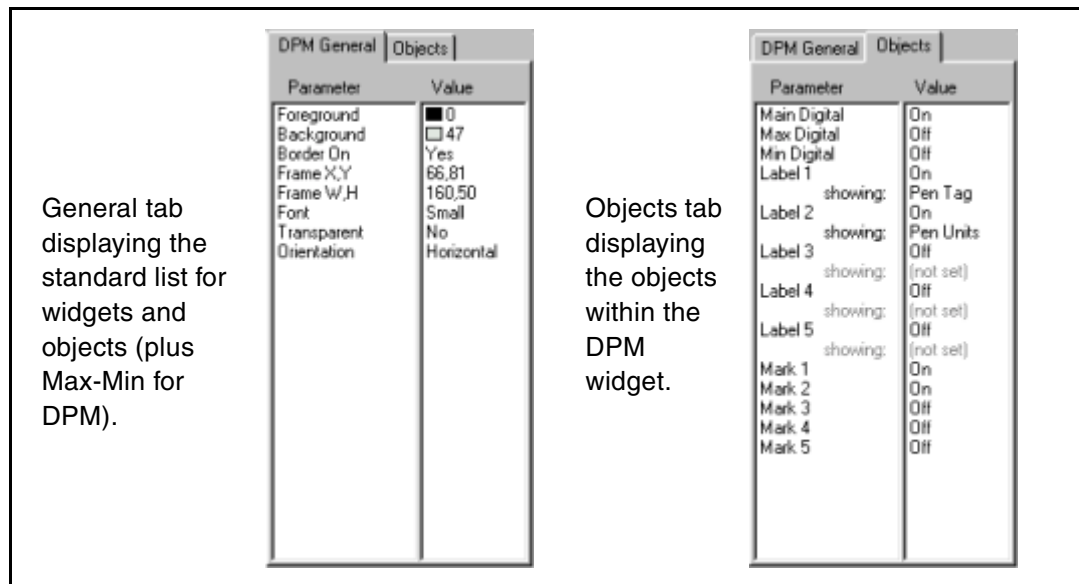 General tab
displaying the
standard list for
widgets and
objects (plus
Max-Min for
DPM).
DPM General Objects
Parameter Value
Foreground 0
Background 47
Border On Yes
Frame X,Y 66,81
Frame W,H 160,50
Font Small
Transparent No
Orientation Horizontal
Objects tab
displaying
the objects
within the
DPM
widget.
DPM General Objects
Parameter Value
Main Digital On
Max Digital Off
Min Digital Off
Label 1 On
showing: Pen Tag
Label 2 On
showing: Pen Units
Label 3 Off
showing: (not set)
Label 4 Off
showing: (not set)
Label 5 Off
showing: (not set)
Mark 1 On
Mark 2 On
Mark 3 Off
Mark 4 Off
Mark 5 Off